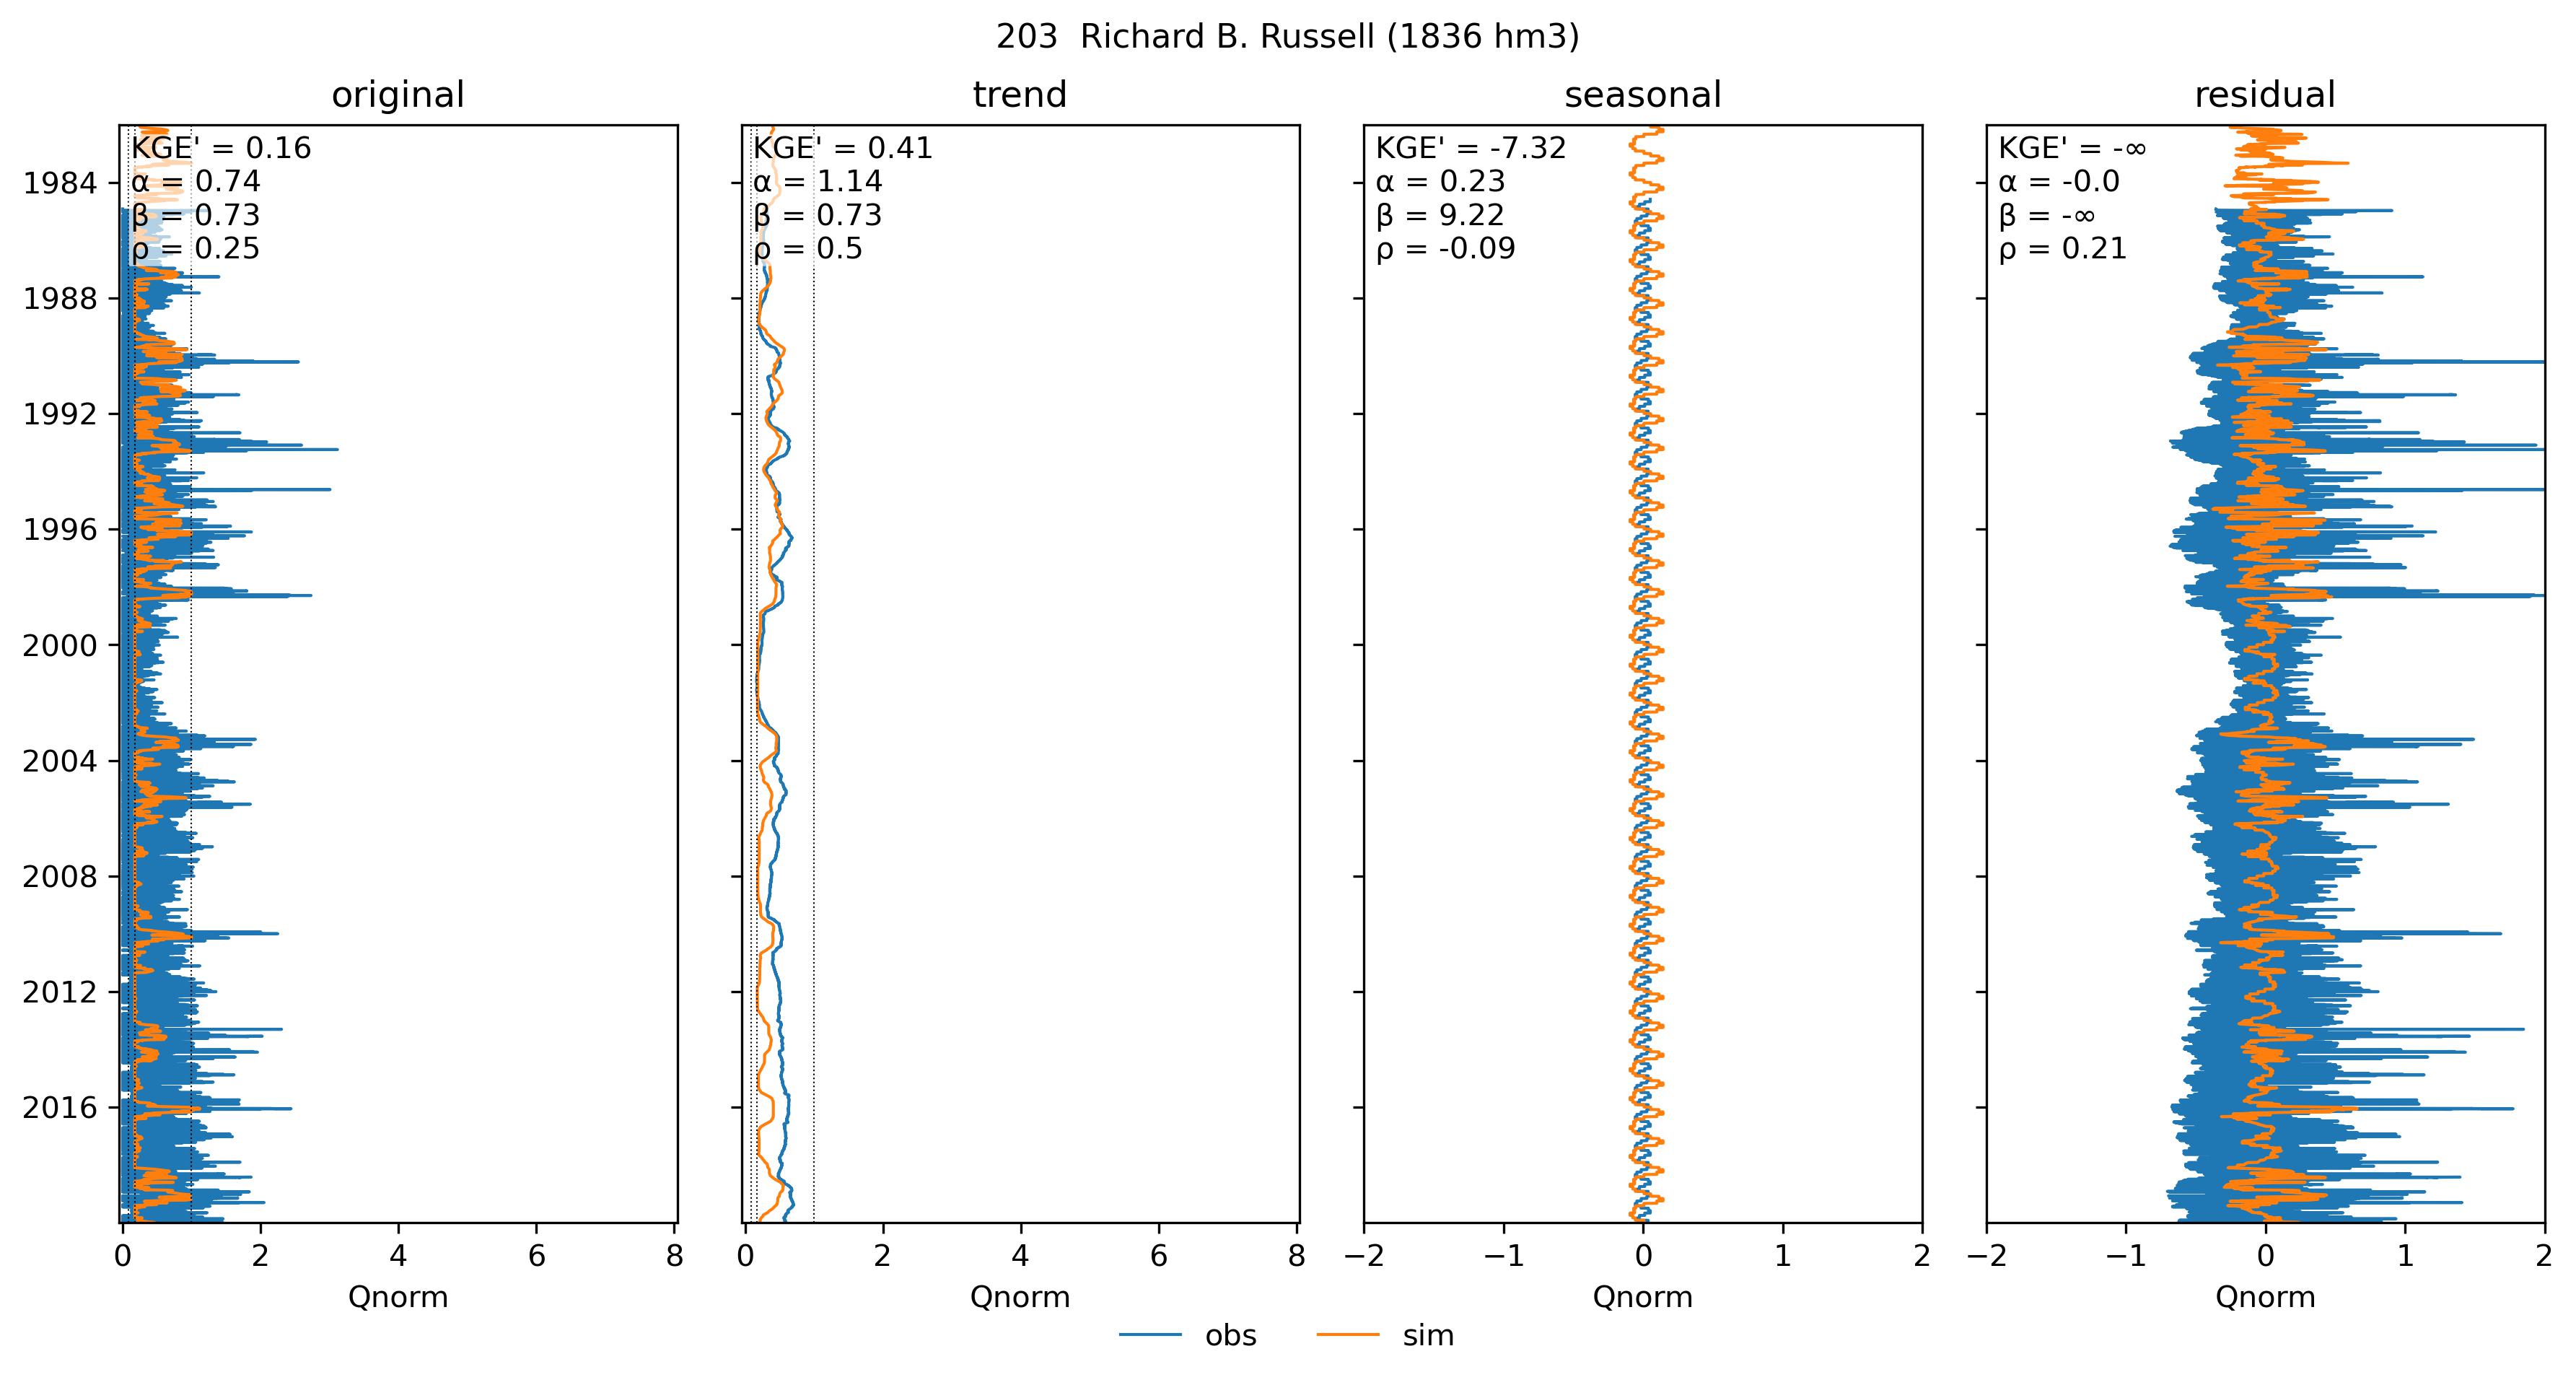 203  Richard B. Russell (1836 hm3)
original
trend
seasonal
residual
KGE' = 0.16
α = 0.74
β = 0.73
ρ = 0.25
KGE' = 0.41
α = 1.14
β = 0.73
ρ = 0.5
KGE' = -7.32
α = 0.23
β = 9.22
ρ = -0.09
KGE' = -∞
α = -0.0
β = -∞
ρ = 0.21
1984
1988
1992
1996
2000
2004
2008
2012
2016
0 2 4 6 8
0 2 4 6 8
−2 −1 0 1 2
−2 −1 0 1 2
Qnorm
Qnorm
Qnorm
Qnorm
obs
sim